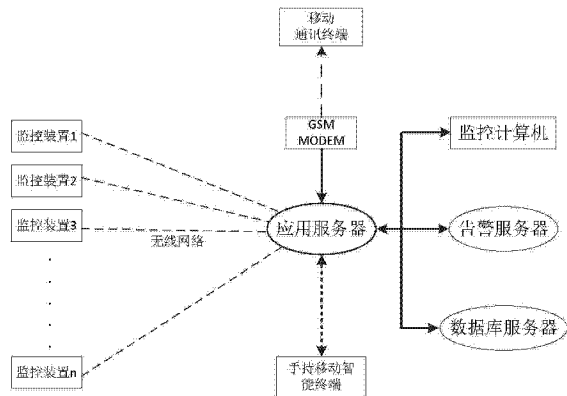 移动
通讯终端
GSM
MODEM
监控装置1
监控装置2
监控装置3
监控装置n
无线网络
应用服务器
监控计算机
告警服务器
数据库服务器
手持移动智
能终端